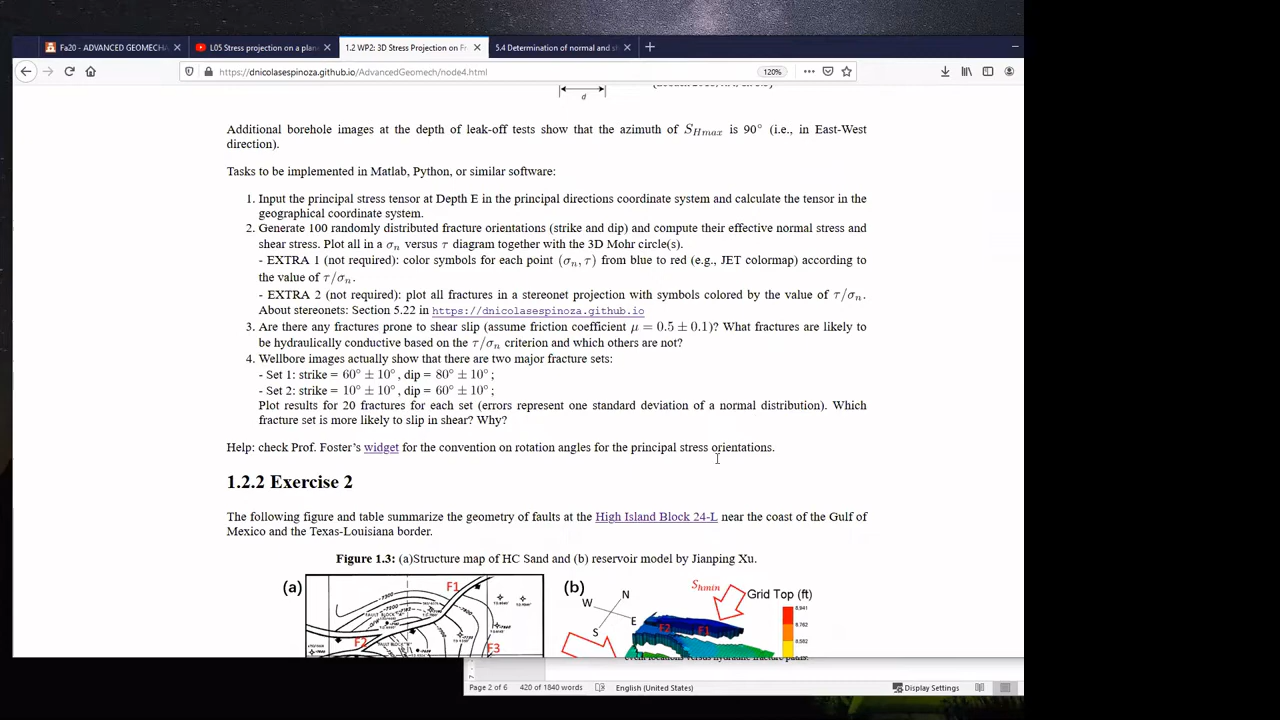 Fa20 - ADVANCED GEOMECHA
L05 Stress projection on a plan
1.2 WP2: 3D Stress Projection on Fr
5.4 Determination of normal and s
https://dnicolasespinoza.github.io/AdvancedGeomech/node4.html
120%
d
Additional borehole images at the depth of leak-off tests show that the azimuth of S_Hmax is 90° (i.e., in East-West
direction).
Tasks to be implemented in Matlab, Python, or similar software:
1. Input the principal stress tensor at Depth E in the principal directions coordinate system and calculate the tensor in the
geographical coordinate system.
2. Generate 100 randomly distributed fracture orientations (strike and dip) and compute their effective normal stress and
shear stress. Plot all in a σn versus τ diagram together with the 3D Mohr circle(s).
- EXTRA 1 (not required): color symbols for each point (σn, τ) from blue to red (e.g., JET colormap) according to
the value of τ/σn.
- EXTRA 2 (not required): plot all fractures in a stereonet projection with symbols colored by the value of τ/σn.
About stereonets: Section 5.22 in https://dnicolasespinoza.github.io
3. Are there any fractures prone to shear slip (assume friction coefficient μ = 0.5 ± 0.1)? What fractures are likely to
be hydraulically conductive based on the τ/σn criterion and which others are not?
4. Wellbore images actually show that there are two major fracture sets:
- Set 1: strike = 60° ± 10°, dip = 80° ± 10°;
- Set 2: strike = 10° ± 10°, dip = 60° ± 10°;
Plot results for 20 fractures for each set (errors represent one standard deviation of a normal distribution). Which
fracture set is more likely to slip in shear? Why?
Help: check Prof. Foster's widget for the convention on rotation angles for the principal stress orientations.
1.2.2 Exercise 2
The following figure and table summarize the geometry of faults at the High Island Block 24-L near the coast of the Gulf of
Mexico and the Texas-Louisiana border.
Figure 1.3: (a)Structure map of HC Sand and (b) reservoir model by Jianping Xu.
(a)
F1
F2
F3
(b)
W
N
S
E
F2
F1
Shmin
Grid Top (ft)
8.941
8.762
8.582
Page 2 of 6
420 of 1840 words
English (United States)
Display Settings